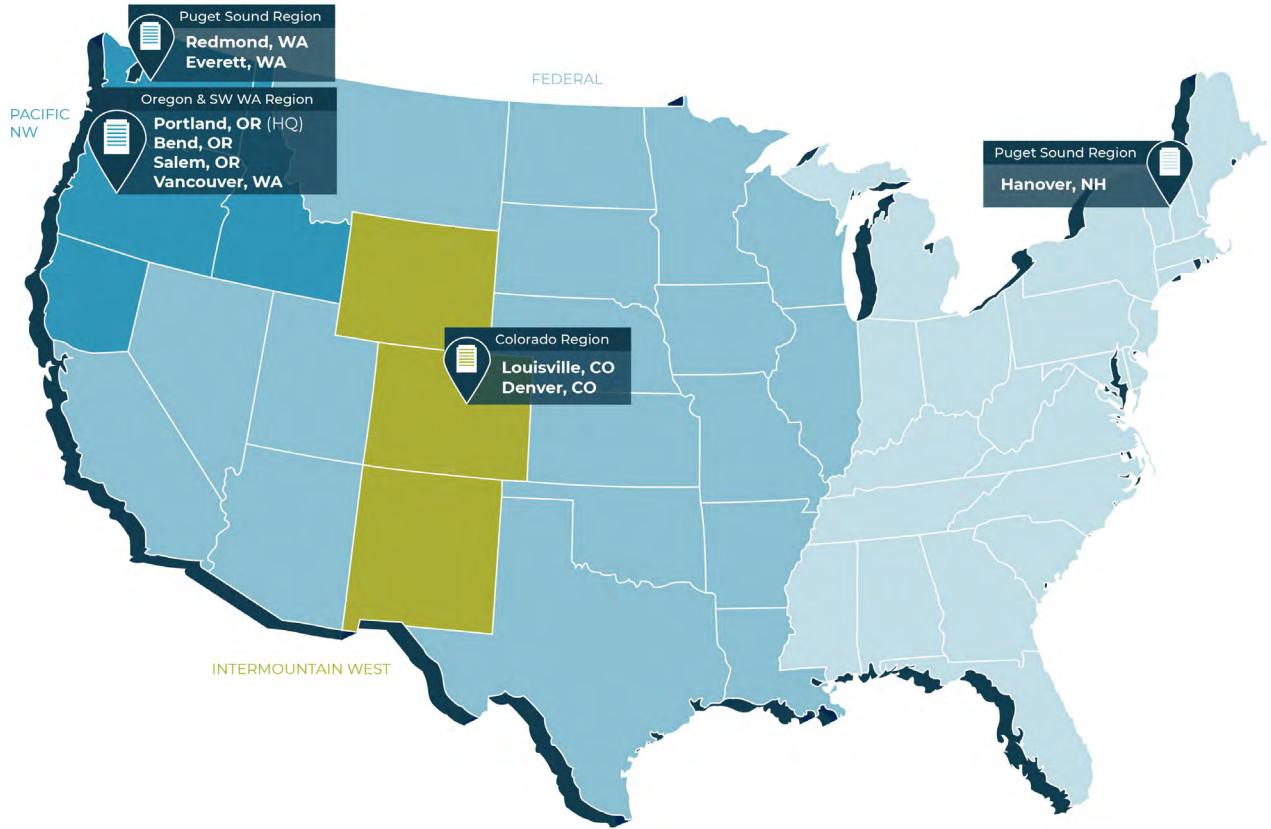 Puget Sound Region
Redmond, WA
Everett, WA
FEDERAL
PACIFIC
NW
Oregon & SW WA Region
Portland, OR (HQ)
Bend, OR
Salem, OR
Vancouver, WA
Puget Sound Region
Hanover, NH
Colorado Region
Louisville, CO
Denver, CO
INTERMOUNTAIN WEST